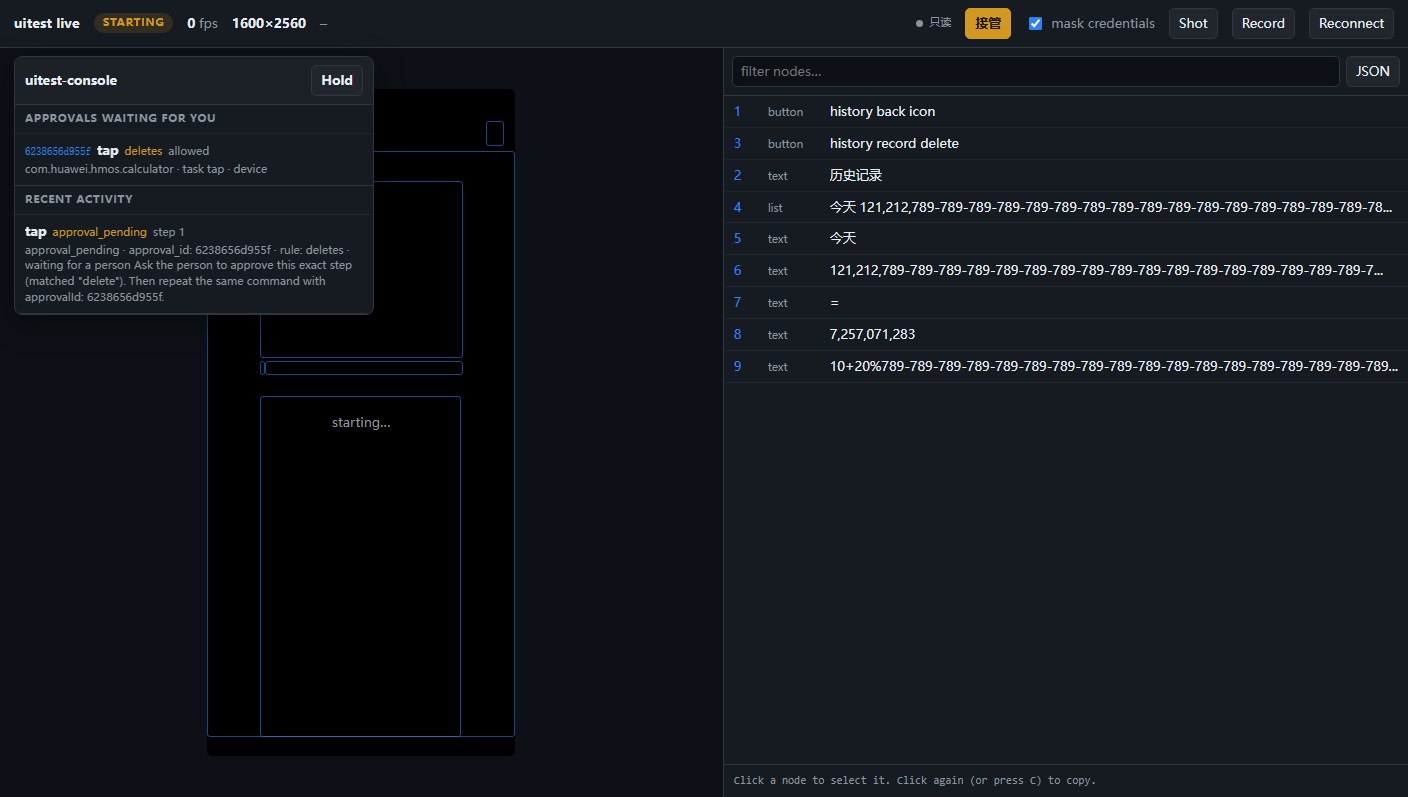 uitest live STARTING 0 fps 1600×2560 – 只读 接管 mask credentials Shot Record Reconnect
uitest-console Hold
APPROVALS WAITING FOR YOU
6238656d955f tap deletes allowed
com.huawei.hmos.calculator · task tap · device
RECENT ACTIVITY
tap approval_pending step 1
approval_pending · approval_id: 6238656d955f · rule: deletes ·
waiting for a person Ask the person to approve this exact step
(matched "delete"). Then repeat the same command with
approvalId: 6238656d955f.
starting...
filter nodes... JSON
1 button history back icon
3 button history record delete
2 text 历史记录
4 list 今天 121,212,789-789-789-789-789-789-789-789-789-789-789-789-789-789-789-789-789-78...
5 text 今天
6 text 121,212,789-789-789-789-789-789-789-789-789-789-789-789-789-789-789-789-789-7...
7 text =
8 text 7,257,071,283
9 text 10+20%789-789-789-789-789-789-789-789-789-789-789-789-789-789-789-789-789-789...
Click a node to select it. Click again (or press C) to copy.